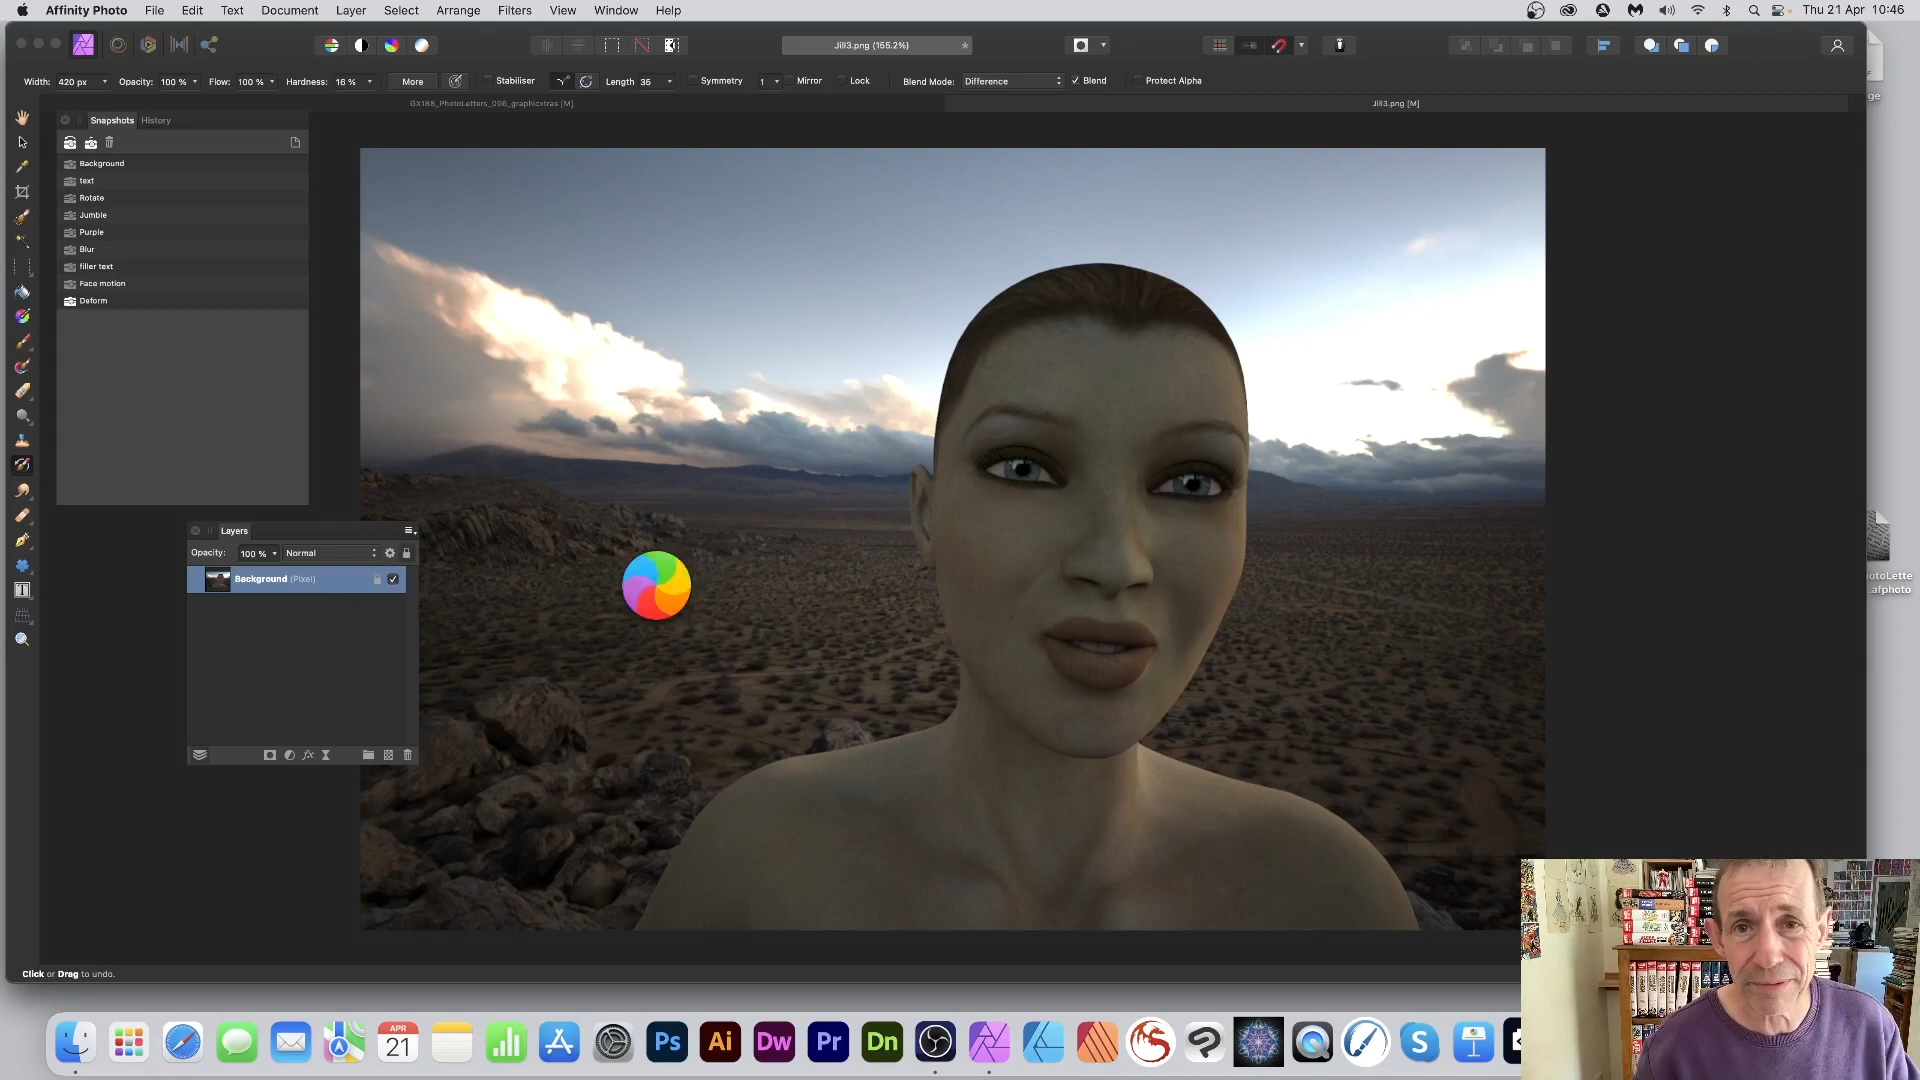 Affinity Photo File Edit Text Document Layer Select Arrange Filters View Window Help Thu 21 Apr 10:46
Jill3.png (155.2%)
Width: 420 px Opacity: 100 % Flow: 100 % Hardness: 16 % More Stabiliser Length 35 Symmetry 1 Mirror Lock Blend Mode: Difference Blend Protect Alpha
GX188_PhotoLetters_006_graphicxtras [M] Jill3.png [M]
Snapshots History
Background
text
Rotate
Jumble
Purple
Blur
filler text
Face motion
Deform
Layers
Opacity: 100 % Normal
Background (Pixel)
otoLette
.afphoto
Click or Drag to undo.
APR
21
Ps Ai Dw Pr Dn